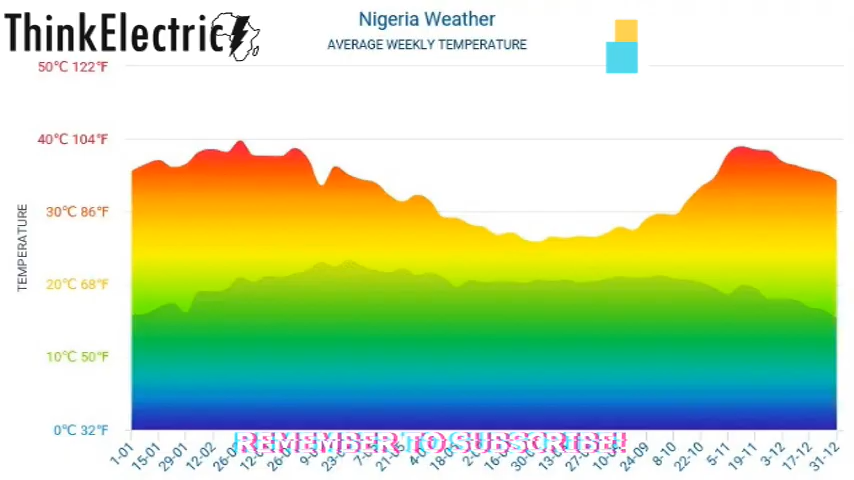 ThinkElectric
Nigeria Weather
AVERAGE WEEKLY TEMPERATURE
50°C 122°F
40°C 104°F
30°C 86°F
20°C 68°F
10°C 50°F
0°C 32°F
TEMPERATURE
REMEMBER TO SUBSCRIBE!
1-01
15-01
29-01
12-02
24-09
8-10
22-10
5-11
19-11
3-12
17-12
31-12